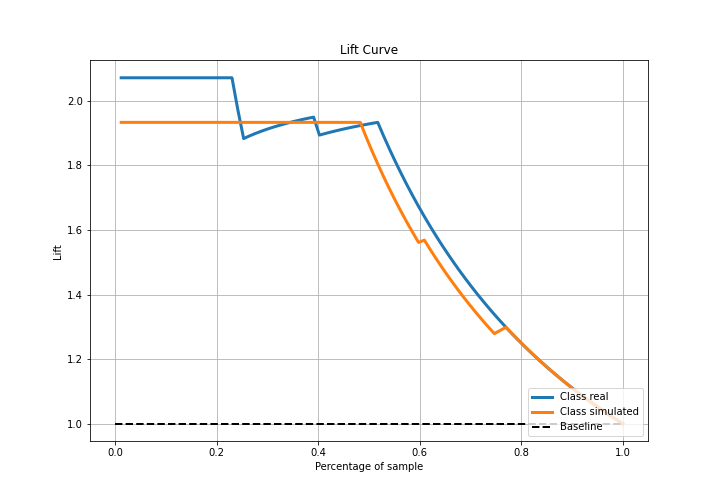 Lift Curve
Lift
2.0
1.8
1.6
1.4
1.2
1.0
0.0 0.2 0.4 0.6 0.8 1.0
Percentage of sample
Class real
Class simulated
Baseline